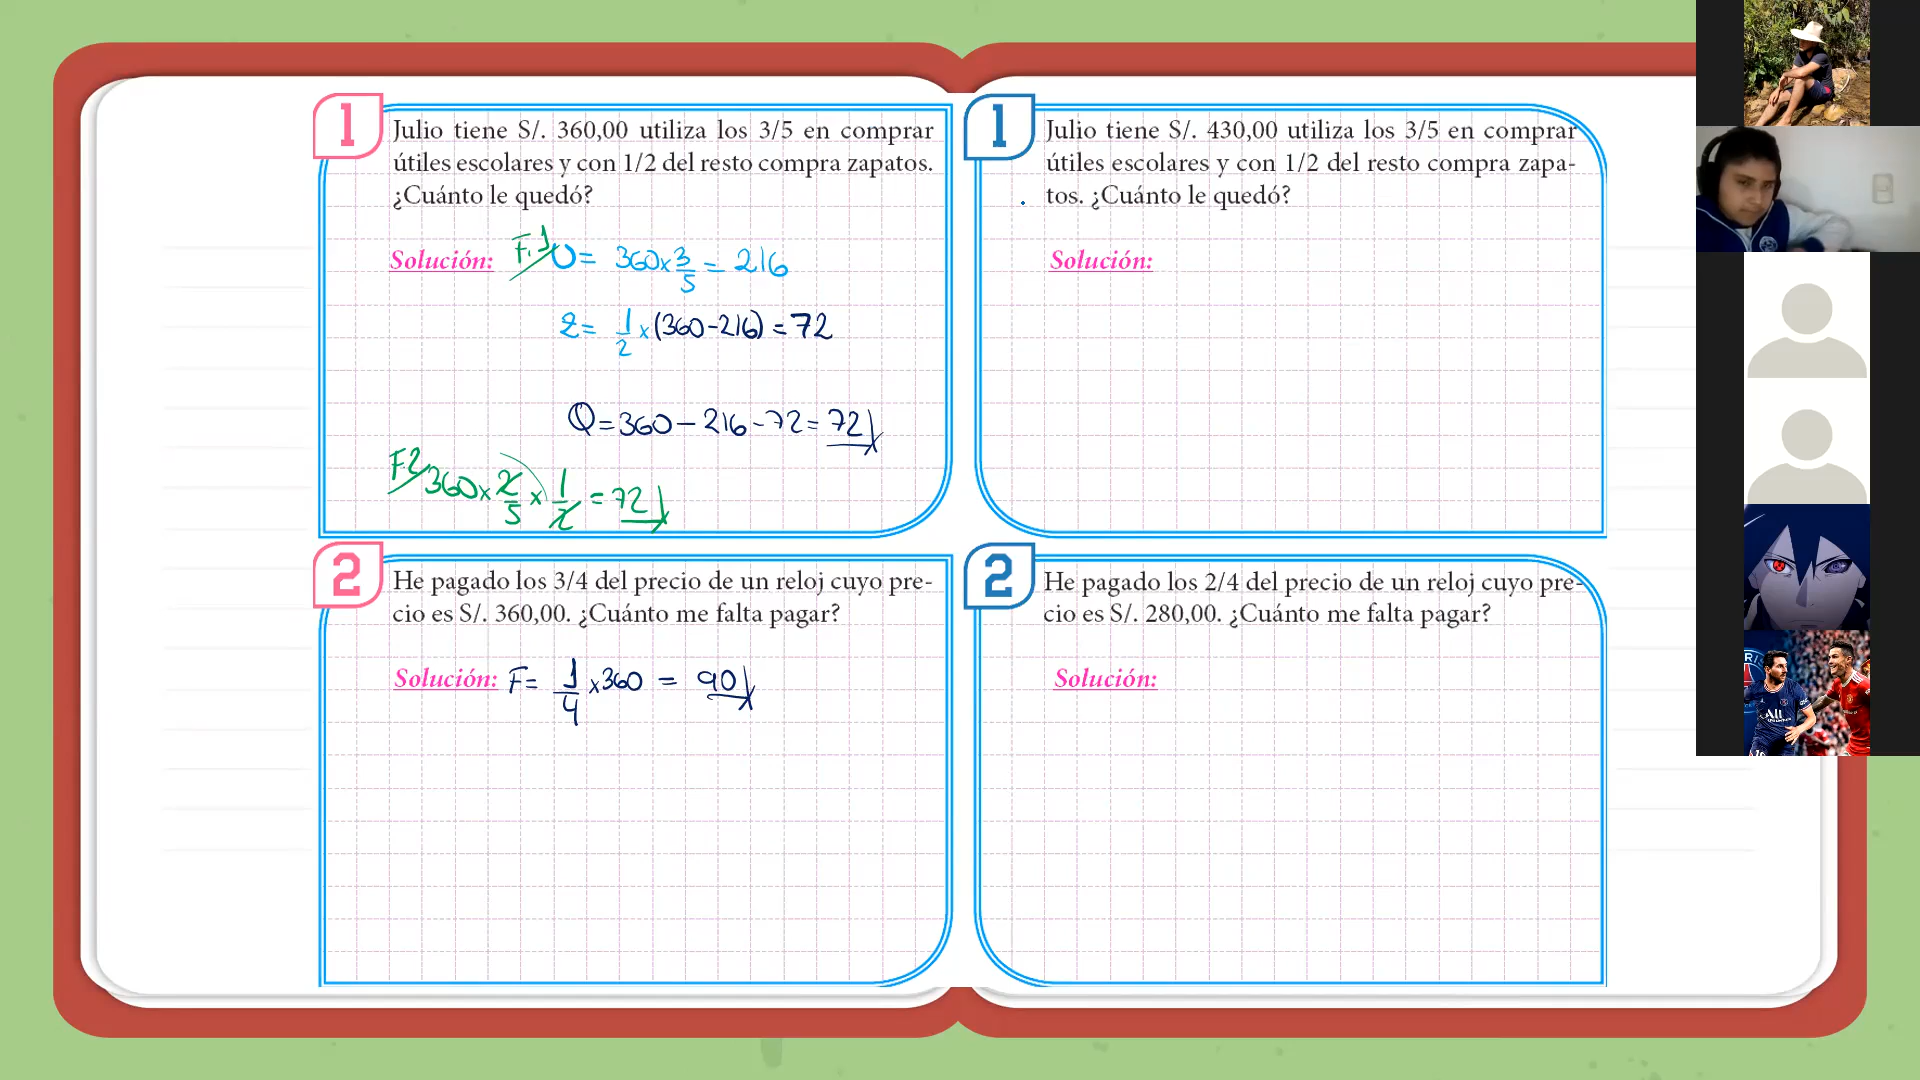 1
Julio tiene S/. 360,00 utiliza los 3/5 en comprar
útiles escolares y con 1/2 del resto compra zapatos.
¿Cuánto le quedó?
Solución: F.1 U = 360 x 3/5 = 216
Z = 1/2 x (360-216) = 72
Q = 360 - 216 - 72 = 72
F.2 360 x 2/5 x 1/2 = 72
1
Julio tiene S/. 430,00 utiliza los 3/5 en comprar
útiles escolares y con 1/2 del resto compra zapa-
tos. ¿Cuánto le quedó?
Solución:
2
He pagado los 3/4 del precio de un reloj cuyo pre-
cio es S/. 360,00. ¿Cuánto me falta pagar?
Solución: F = 1/4 x 360 = 90
2
He pagado los 2/4 del precio de un reloj cuyo pre-
cio es S/. 280,00. ¿Cuánto me falta pagar?
Solución: